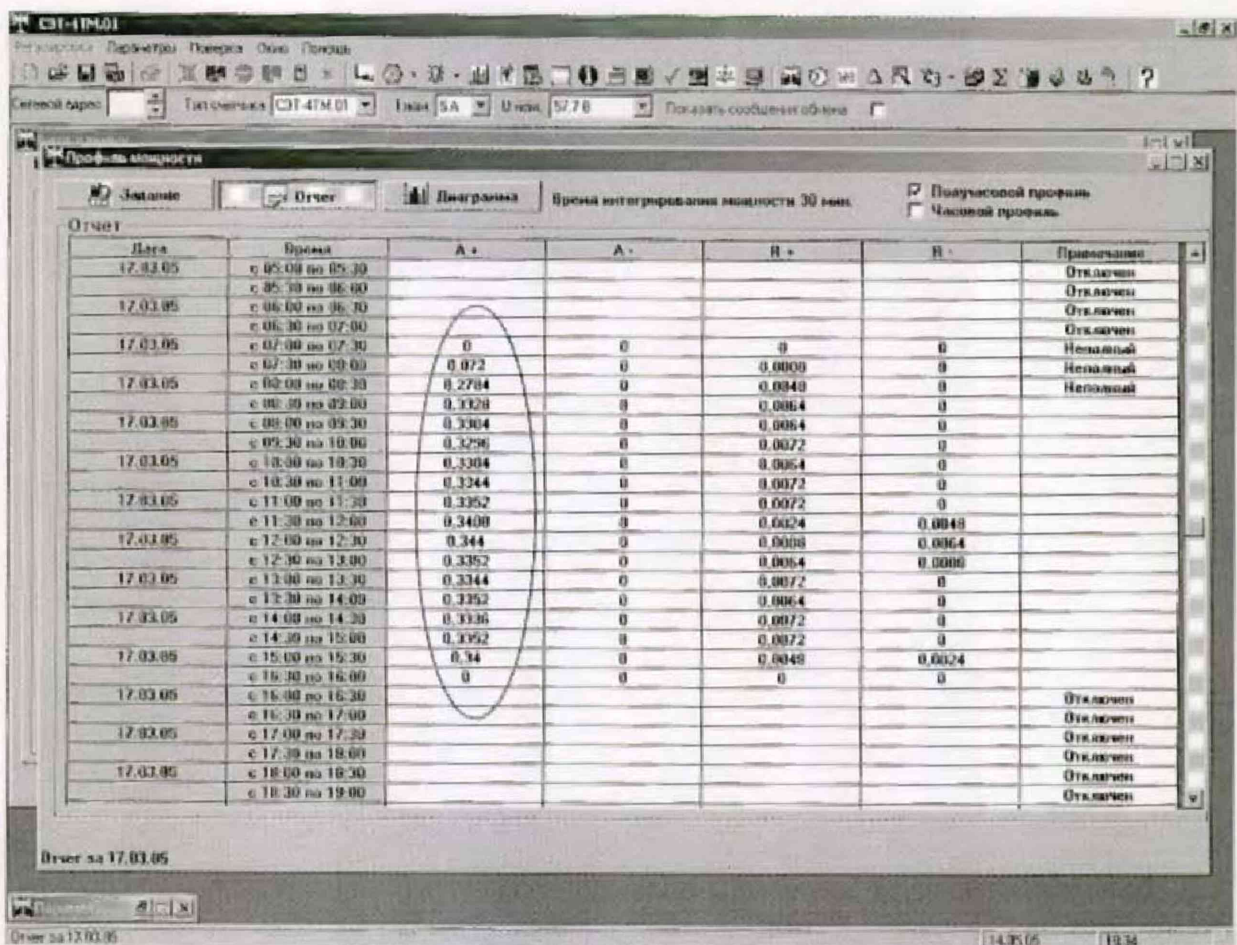 СЭТ-4ТМ.01
Параметры Поверка Окно Помощь
Сетевой адрес Тип счетчика СЭТ-4ТМ.01 Iном. 5 А Uном. 57.7 В Показать сообщения обмена
Профиль мощности
Задание Отчет Диаграмма Время интегрирования мощности 30 мин. Получасовой профиль
Часовой профиль
Отчет
Дата Время A + A - R + R - Примечание
17.03.05 с 05:00 по 05:30 Отключен
с 05:30 по 06:00 Отключен
17.03.05 с 06:00 по 06:30 Отключен
с 06:30 по 07:00 Отключен
17.03.05 с 07:00 по 07:30 0 0 0 0 Неполный
с 07:30 по 08:00 0,072 0 0,0008 0 Неполный
17.03.05 с 08:00 по 08:30 0,2784 0 0,0048 0 Неполный
с 08:30 по 09:00 0,3328 0 0,0064 0
17.03.05 с 09:00 по 09:30 0,3304 0 0,0064 0
с 09:30 по 10:00 0,3296 0 0,0072 0
17.03.05 с 10:00 по 10:30 0,3304 0 0,0064 0
с 10:30 по 11:00 0,3344 0 0,0072 0
17.03.05 с 11:00 по 11:30 0,3352 0 0,0072 0
с 11:30 по 12:00 0,3408 0 0,0024 0,0048
17.03.05 с 12:00 по 12:30 0,344 0 0,0008 0,0064
с 12:30 по 13:00 0,3352 0 0,0064 0,0008
17.03.05 с 13:00 по 13:30 0,3344 0 0,0072 0
с 13:30 по 14:00 0,3352 0 0,0064 0
17.03.05 с 14:00 по 14:30 0,3336 0 0,0072 0
с 14:30 по 15:00 0,3352 0 0,0072 0
17.03.05 с 15:00 по 15:30 0,34 0 0,0048 0,0024
с 15:30 по 16:00 0 0 0 0
17.03.05 с 16:00 по 16:30 Отключен
с 16:30 по 17:00 Отключен
17.03.05 с 17:00 по 17:30 Отключен
с 17:30 по 18:00 Отключен
17.03.05 с 18:00 по 18:30 Отключен
с 18:30 по 19:00 Отключен
Отчет за 17.03.05
Отчет за 17.03.05